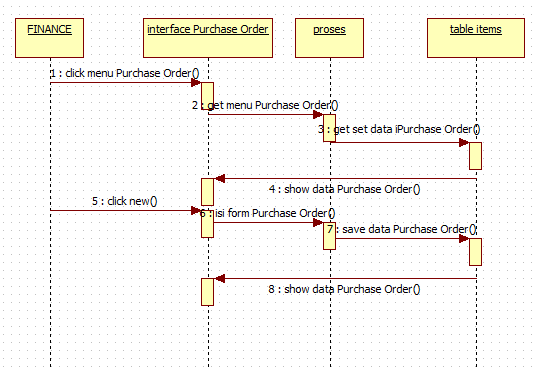 FINANCE
interface Purchase Order
proses
table items
1 : click menu Purchase Order()
2 : get menu Purchase Order()
3 : get set data iPurchase Order()
4 : show data Purchase Order()
5 : click new()
6 : isi form Purchase Order()
7 : save data Purchase Order()
8 : show data Purchase Order()